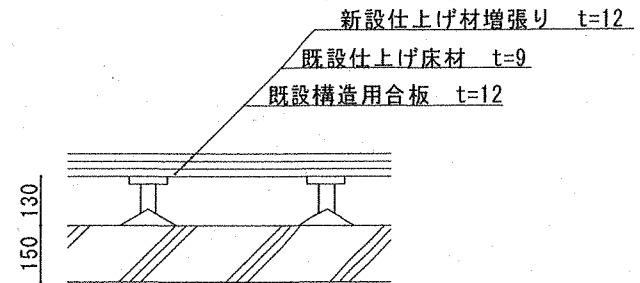 新設仕上げ材増張り t=12
既設仕上げ床材 t=9
既設構造用合板 t=12
130
150